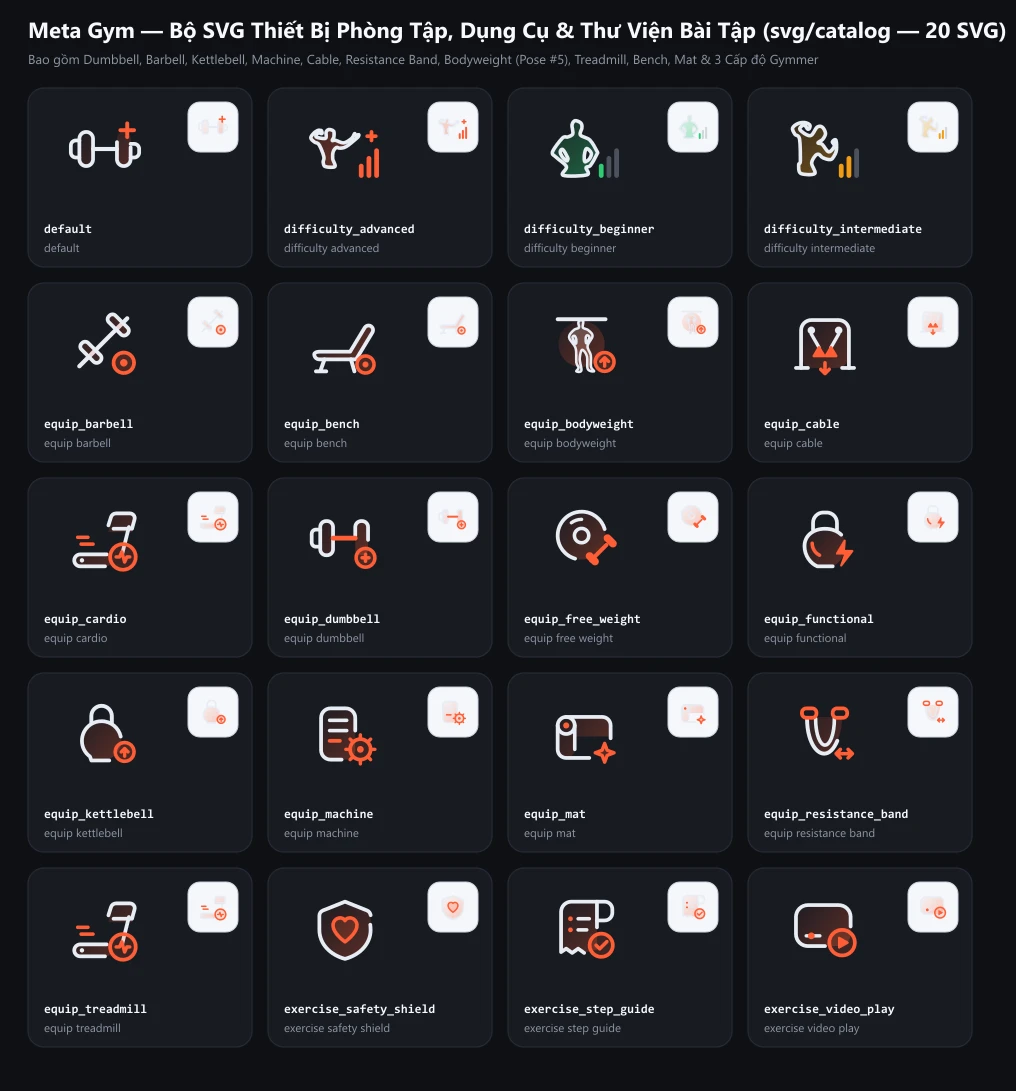 Meta Gym — Bộ SVG Thiết Bị Phòng Tập, Dụng Cụ & Thư Viện Bài Tập (svg/catalog — 20 SVG)
Bao gồm Dumbbell, Barbell, Kettlebell, Machine, Cable, Resistance Band, Bodyweight (Pose #5), Treadmill, Bench, Mat & 3 Cấp độ Gymmer
default
default
difficulty_advanced
difficulty advanced
difficulty_beginner
difficulty beginner
difficulty_intermediate
difficulty intermediate
equip_barbell
equip barbell
equip_bench
equip bench
equip_bodyweight
equip bodyweight
equip_cable
equip cable
equip_cardio
equip cardio
equip_dumbbell
equip dumbbell
equip_free_weight
equip free weight
equip_functional
equip functional
equip_kettlebell
equip kettlebell
equip_machine
equip machine
equip_mat
equip mat
equip_resistance_band
equip resistance band
equip_treadmill
equip treadmill
exercise_safety_shield
exercise safety shield
exercise_step_guide
exercise step guide
exercise_video_play
exercise video play